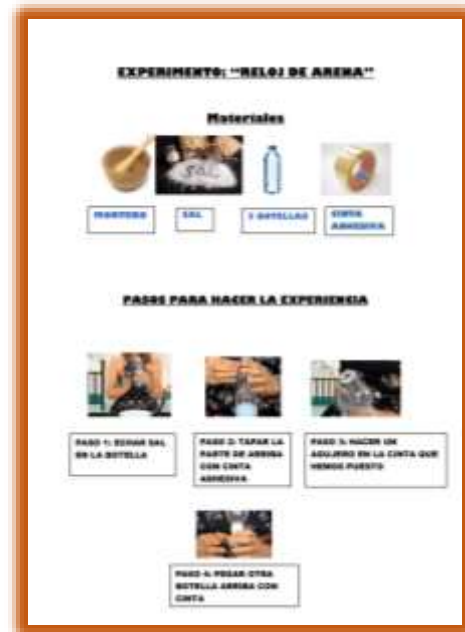 EXPERIMENTO: “RELOJ DE ARENA”
Materiales
SAL
MORTERO
SAL
2 BOTELLAS
CINTA
ADHESIVA
PASOS PARA HACER LA EXPERIENCIA
PASO 1: ECHAR SAL
EN LA BOTELLA
PASO 2: TAPAR LA
PARTE DE ARRIBA
CON CINTA
ADHESIVA
PASO 3: HACER UN
AGUJERO EN LA CINTA QUE
HEMOS PUESTO
PASO 4: PEGAR OTRA
BOTELLA ARRIBA CON
CINTA